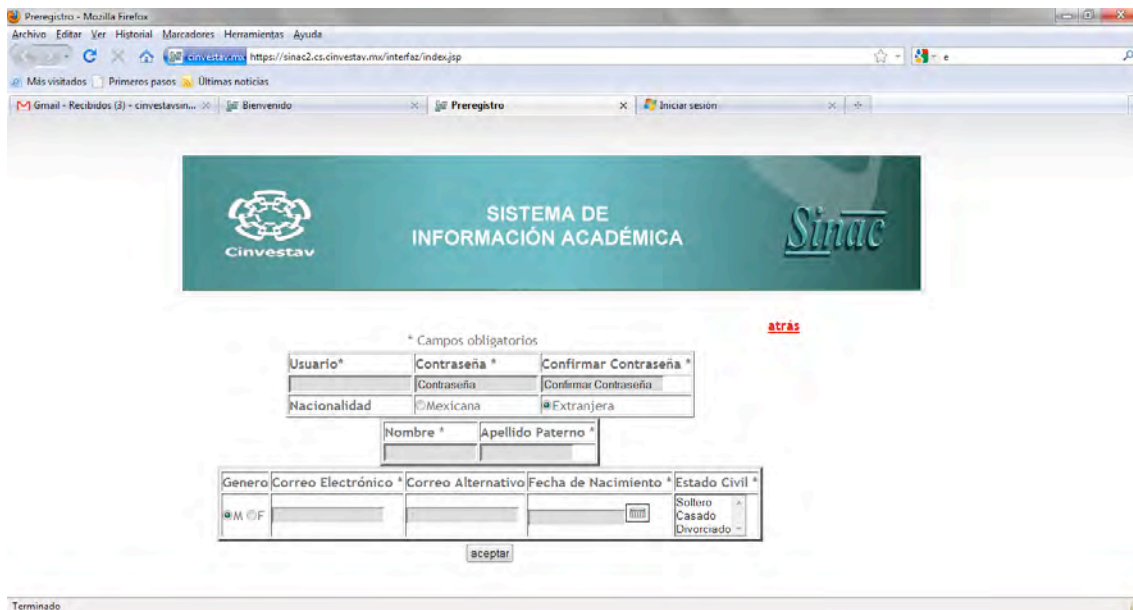 Preregistro - Mozilla Firefox
Archivo Editar Ver Historial Marcadores Herramientas Ayuda
cinvestav.mx https://sinac2.cs.cinvestav.mx/interfaz/index.jsp e
Más visitados Primeros pasos Últimas noticias
Gmail - Recibidos (3) - cinvestavsin... Bienvenido Preregistro Iniciar sesión
Cinvestav
SISTEMA DE
INFORMACIÓN ACADÉMICA
Sinac
atrás
* Campos obligatorios
Usuario* Contraseña * Confirmar Contraseña *
Contraseña Confirmar Contraseña
Nacionalidad Mexicana Extranjera
Nombre * Apellido Paterno *
Genero Correo Electrónico * Correo Alternativo Fecha de Nacimiento * Estado Civil *
M F
Soltero
Casado
Divorciado
aceptar
Terminado